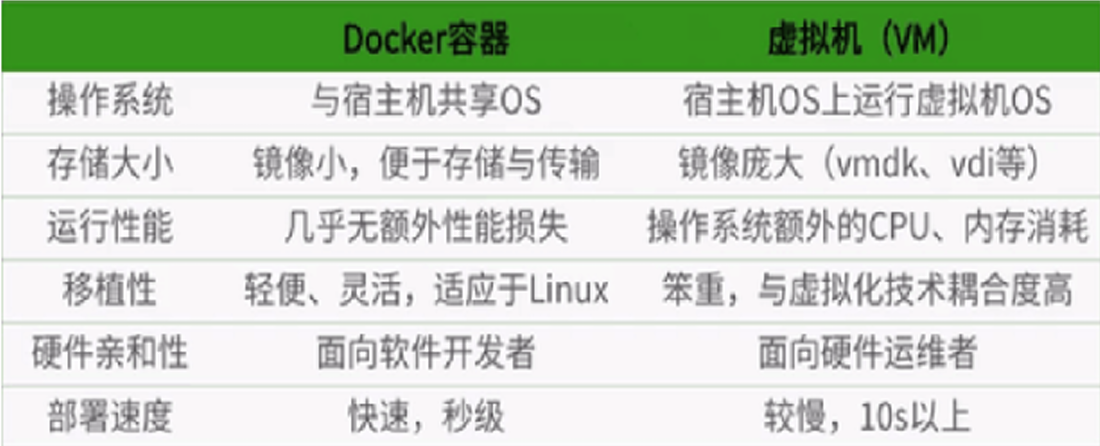 Docker容器 虚拟机（VM）
操作系统 与宿主机共享OS 宿主机OS上运行虚拟机OS
存储大小 镜像小，便于存储与传输 镜像庞大（vmdk、vdi等）
运行性能 几乎无额外性能损失 操作系统额外的CPU、内存消耗
移植性 轻便、灵活，适应于Linux 笨重，与虚拟化技术耦合度高
硬件亲和性 面向软件开发者 面向硬件运维者
部署速度 快速，秒级 较慢，10s以上